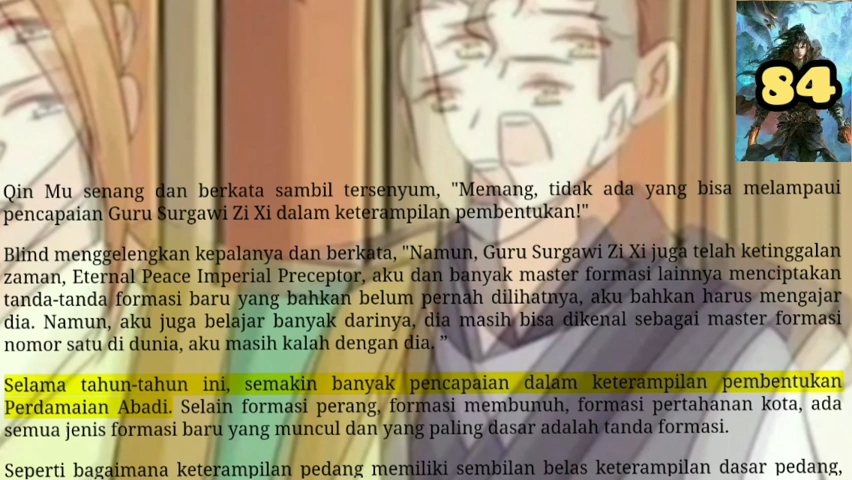 84
Qin Mu senang dan berkata sambil tersenyum, "Memang, tidak ada yang bisa melampaui
pencapaian Guru Surgawi Zi Xi dalam keterampilan pembentukan!"
Blind menggelengkan kepalanya dan berkata, "Namun, Guru Surgawi Zi Xi juga telah ketinggalan
zaman, Eternal Peace Imperial Preceptor, aku dan banyak master formasi lainnya menciptakan
tanda-tanda formasi baru yang bahkan belum pernah dilihatnya, aku bahkan harus mengajar
dia. Namun, aku juga belajar banyak darinya, dia masih bisa dikenal sebagai master formasi
nomor satu di dunia, aku masih kalah dengan dia. ”
Selama tahun-tahun ini, semakin banyak pencapaian dalam keterampilan pembentukan
Perdamaian Abadi. Selain formasi perang, formasi membunuh, formasi pertahanan kota, ada
semua jenis formasi baru yang muncul dan yang paling dasar adalah tanda formasi.
Seperti bagaimana keterampilan pedang memiliki sembilan belas keterampilan dasar pedang,